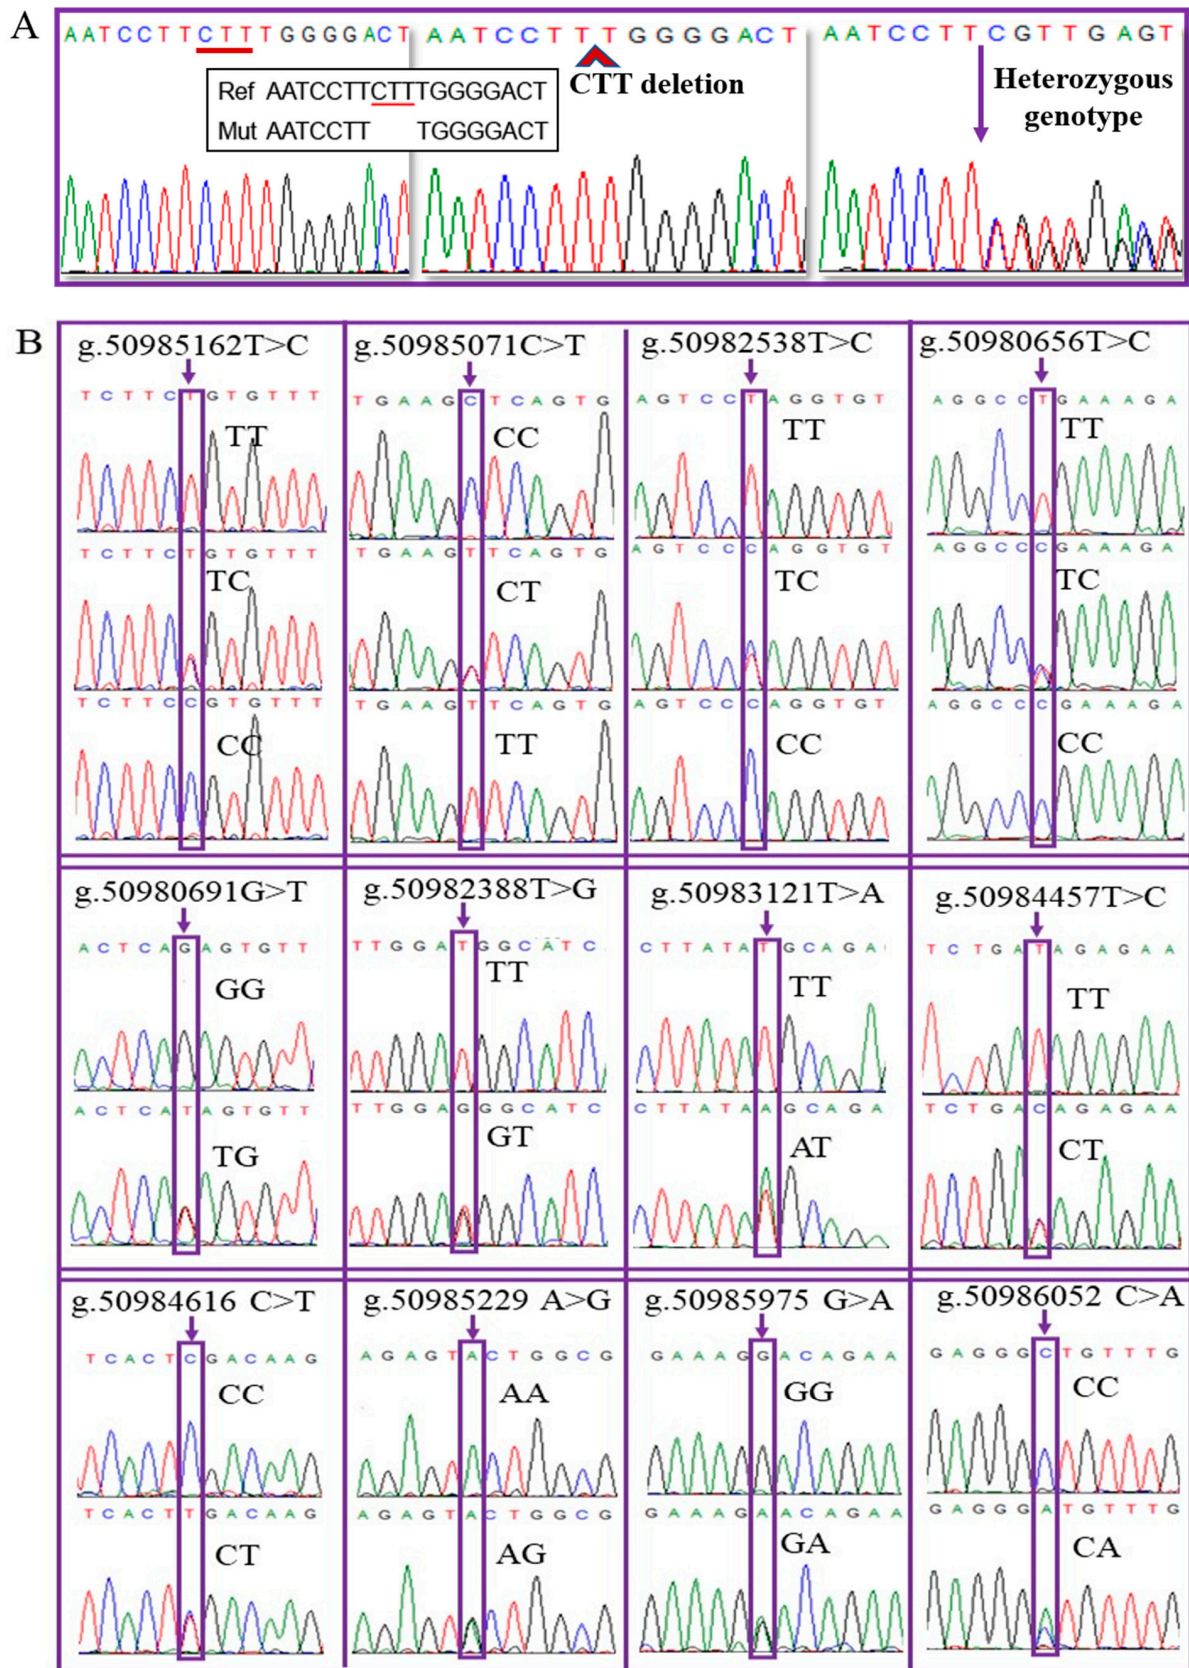 A
AATCCTTCTTTGGGGACT AATCCTTTGGGGACT AATCCTTCGTTGAGT
Ref AATCCTTCTTTGGGGACT
Mut AATCCTT TGGGGACT
CTT deletion
Heterozygous
genotype
B
g.50985162T>C g.50985071C>T g.50982538T>C g.50980656T>C
TCTTCTGTGTTT TGAAGCTCAGTG AGTCCTAGGTGT AGGCCTGAAAGA
TT CC TT TT
TCTTCTGTGTTT TGAAGTTCAGTG AGTCCCAGGTGT AGGCCCGAAAGA
TC CT TC TC
TCTTCCGTGTTT TGAAGTTCAGTG AGTCCCAGGTGT AGGCCCGAAAGA
CC TT CC CC
g.50980691G>T g.50982388T>G g.50983121T>A g.50984457T>C
ACTCAGAGTGTT TTGGATGGCATC CTTATATGCAGA TCTGATAGAGAA
GG TT TT TT
ACTCATAGTGTT TTGGAGGGCATC CTTATAAGCAGA TCTGACAGAGAA
TG GT AT CT
g.50984616 C>T g.50985229 A>G g.50985975 G>A g.50986052 C>A
TCACTCGACAAG AGAGTACTGGCG GAAAGGACAGAA GAGGGCTGTTTG
CC AA GG CC
TCACTTGACAAG AGAGTACTGGCG GAAAGAACAGAA GAGGGATGTTTG
CT AG GA CA